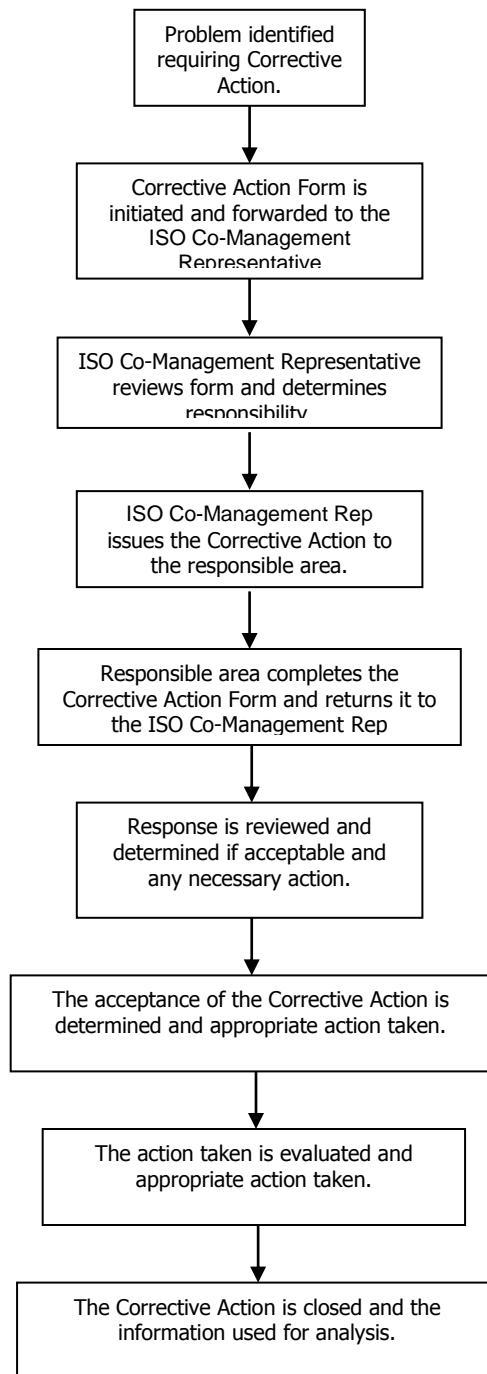 Problem identified
requiring Corrective
Action.
Corrective Action Form is
initiated and forwarded to the
ISO Co-Management
Representative
ISO Co-Management Representative
reviews form and determines
responsibility
ISO Co-Management Rep
issues the Corrective Action to
the responsible area.
Responsible area completes the
Corrective Action Form and returns it to
the ISO Co-Management Rep
Response is reviewed and
determined if acceptable and
any necessary action.
The acceptance of the Corrective Action is
determined and appropriate action taken.
The action taken is evaluated and
appropriate action taken.
The Corrective Action is closed and the
information used for analysis.